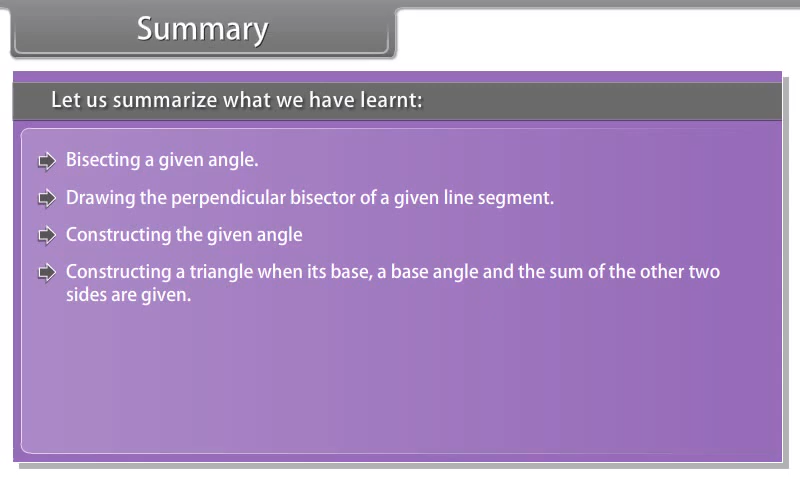 Summary
Let us summarize what we have learnt:
Bisecting a given angle.
Drawing the perpendicular bisector of a given line segment.
Constructing the given angle
Constructing a triangle when its base, a base angle and the sum of the other two
sides are given.